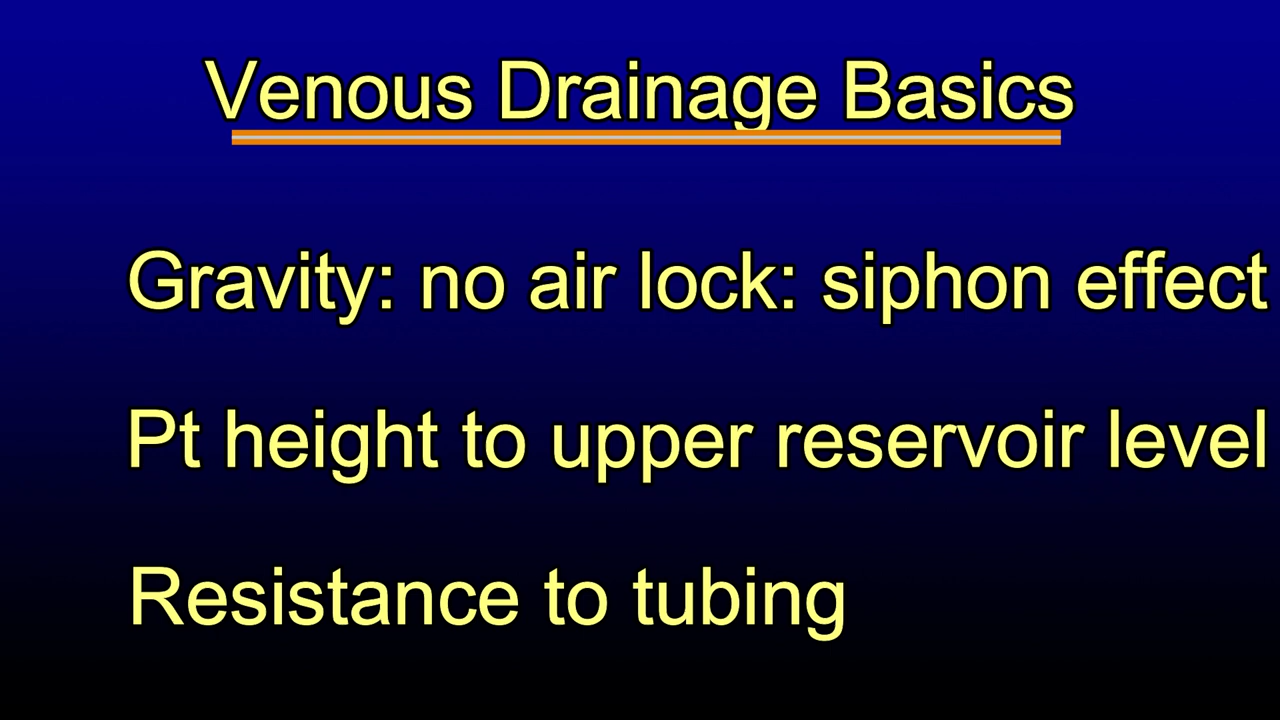 Venous Drainage Basics
Gravity: no air lock: siphon effect
Pt height to upper reservoir level
Resistance to tubing